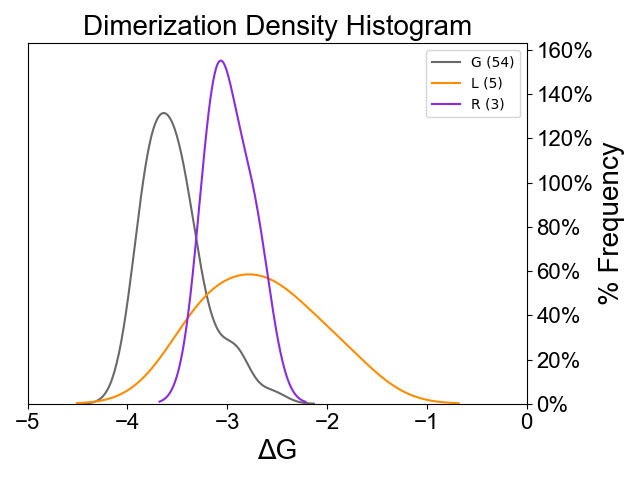 Dimerization Density Histogram
G (54)
L (5)
R (3)
160%
140%
120%
100%
80%
60%
40%
20%
0%
% Frequency
−5
−4
−3
−2
−1
0
ΔG